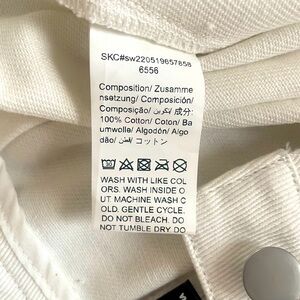 SKC#sw220519657858
6556
Composition/ Zusamme
nsetzung/ Composición/
Composição/ تكوين/ 成分:
100% Cotton/ Coton/ Ba
umwolle/ Algodón/ Algo
dão/ قطن/ コットン
WASH WITH LIKE COL
ORS. WASH INSIDE O
UT MACHINE WASH C
OLD. GENTLE CYCLE.
DO NOT BLEACH. DO
NOT TUMBLE DRY DO